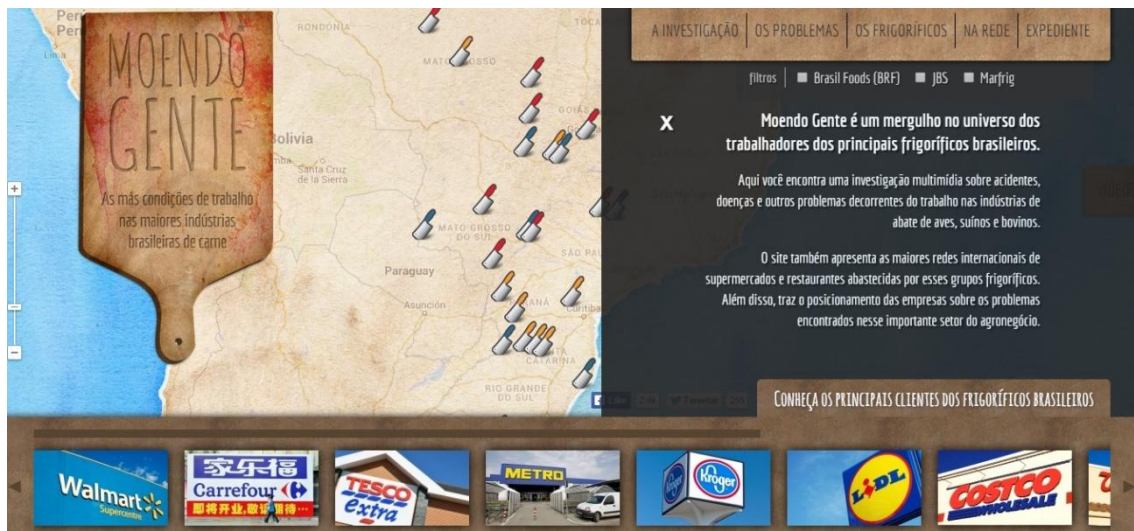 MOENDO
GENTE
As más condições de trabalho
nas maiores indústrias
brasileiras de carne
Lima
RONDÔNIA
MATO GROSSO
GOIÁS
Bolivia
Santa Cruz
de la Sierra
MATO GROSSO
DO SUL
Paraguay
Asunción
PARANÁ
Curitiba
SANTA
CATARINA
RIO GRANDE
DO SUL
A INVESTIGAÇÃO
OS PROBLEMAS
OS FRIGORÍFICOS
NA REDE
EXPEDIENTE
filtros
Brasil Foods (BRF)
JBS
Marfrig
X
Moendo Gente é um mergulho no universo dos
trabalhadores dos principais frigoríficos brasileiros.
Aqui você encontra uma investigação multimídia sobre acidentes,
doenças e outros problemas decorrentes do trabalho nas indústrias de
abate de aves, suínos e bovinos.
O site também apresenta as maiores redes internacionais de
supermercados e restaurantes abastecidas por esses grupos frigoríficos.
Além disso, traz o posicionamento das empresas sobre os problemas
encontrados nesse importante setor do agronegócio.
CONHEÇA OS PRINCIPAIS CLIENTES DOS FRIGORÍFICOS BRASILEIROS
Walmart
Supercentre
家乐福
Carrefour
TESCO
extra
METRO
Kroger
Kroger
LIDL
COSTCO
WHOLESALE